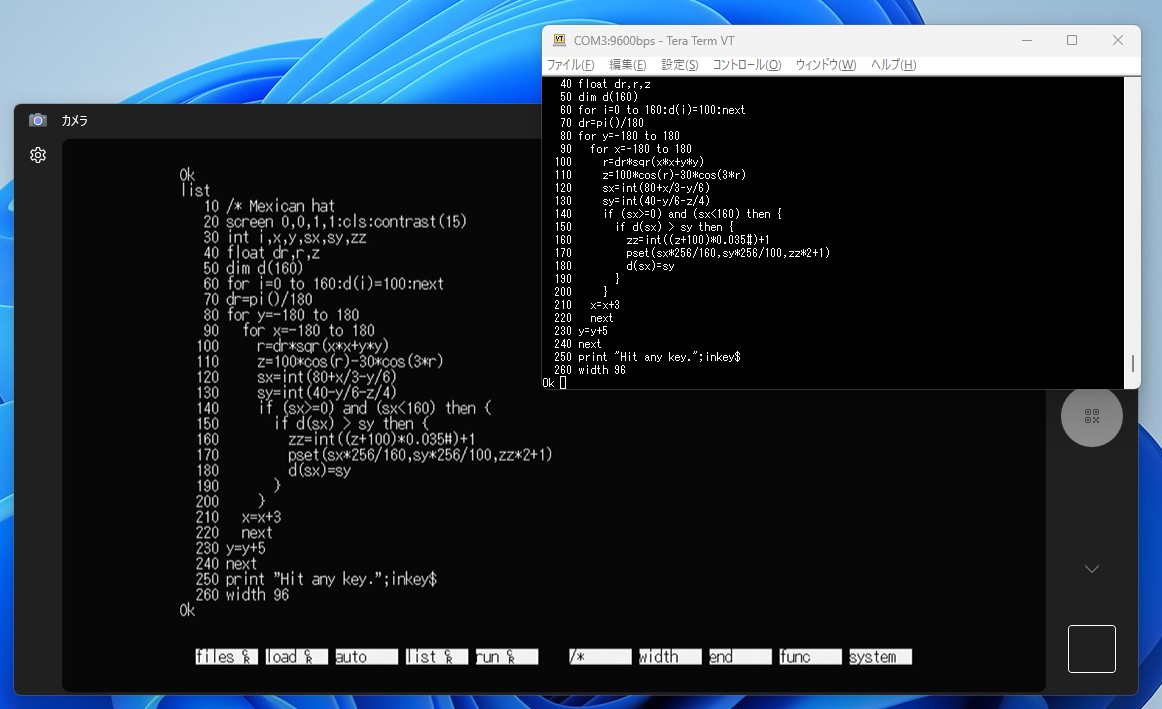 カメラ
Ok
list
10 /* Mexican hat
20 screen 0,0,1,1:cls:contrast(15)
30 int i,x,y,sx,sy,zz
40 float dr,r,z
50 dim d(160)
60 for i=0 to 160:d(i)=100:next
70 dr=pi()/180
80 for y=-180 to 180
90 for x=-180 to 180
100 r=dr*sqr(x*x+y*y)
110 z=100*cos(r)-30*cos(3*r)
120 sx=int(80+x/3-y/6)
130 sy=int(40-y/6-z/4)
140 if (sx>=0) and (sx<160) then {
150 if d(sx) > sy then {
160 zz=int((z+100)*0.035#)+1
170 pset(sx*256/160,sy*256/100,zz*2+1)
180 d(sx)=sy
190 }
200 }
210 x=x+3
220 next
230 y=y+5
240 next
250 print "Hit any key.";inkey$
260 width 96
Ok
files CR load CR auto list CR run CR /* width end func system
COM3:9600bps - Tera Term VT
ファイル(F) 編集(E) 設定(S) コントロール(O) ウィンドウ(W) ヘルプ(H)
40 float dr,r,z
50 dim d(160)
60 for i=0 to 160:d(i)=100:next
70 dr=pi()/180
80 for y=-180 to 180
90 for x=-180 to 180
100 r=dr*sqr(x*x+y*y)
110 z=100*cos(r)-30*cos(3*r)
120 sx=int(80+x/3-y/6)
130 sy=int(40-y/6-z/4)
140 if (sx>=0) and (sx<160) then {
150 if d(sx) > sy then {
160 zz=int((z+100)*0.035#)+1
170 pset(sx*256/160,sy*256/100,zz*2+1)
180 d(sx)=sy
190 }
200 }
210 x=x+3
220 next
230 y=y+5
240 next
250 print "Hit any key.";inkey$
260 width 96
Ok